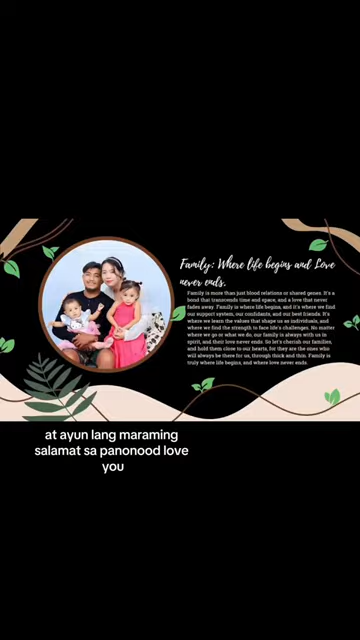 Family: Where life begins and Love
never ends.
Family is more than just blood relations or shared genes. It's a
bond that transcends time and space, and a love that never
fades away. Family is where life begins, and it's where we find
our support system, our confidants, and our best friends. It's
where we learn the values that shape us as individuals, and
where we find the strength to face life's challenges. No matter
where we go or what we do, our family is always with us in
spirit, and their love never ends. So let's cherish our families,
and hold them close to our hearts, for they are the ones who
will always be there for us, through thick and thin. Family is
truly where life begins, and where love never ends.
at ayun lang maraming
salamat sa panonood love
you